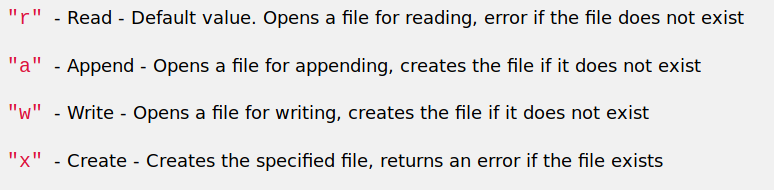 "r" - Read - Default value. Opens a file for reading, error if the file does not exist
"a" - Append - Opens a file for appending, creates the file if it does not exist
"w" - Write - Opens a file for writing, creates the file if it does not exist
"x" - Create - Creates the specified file, returns an error if the file exists